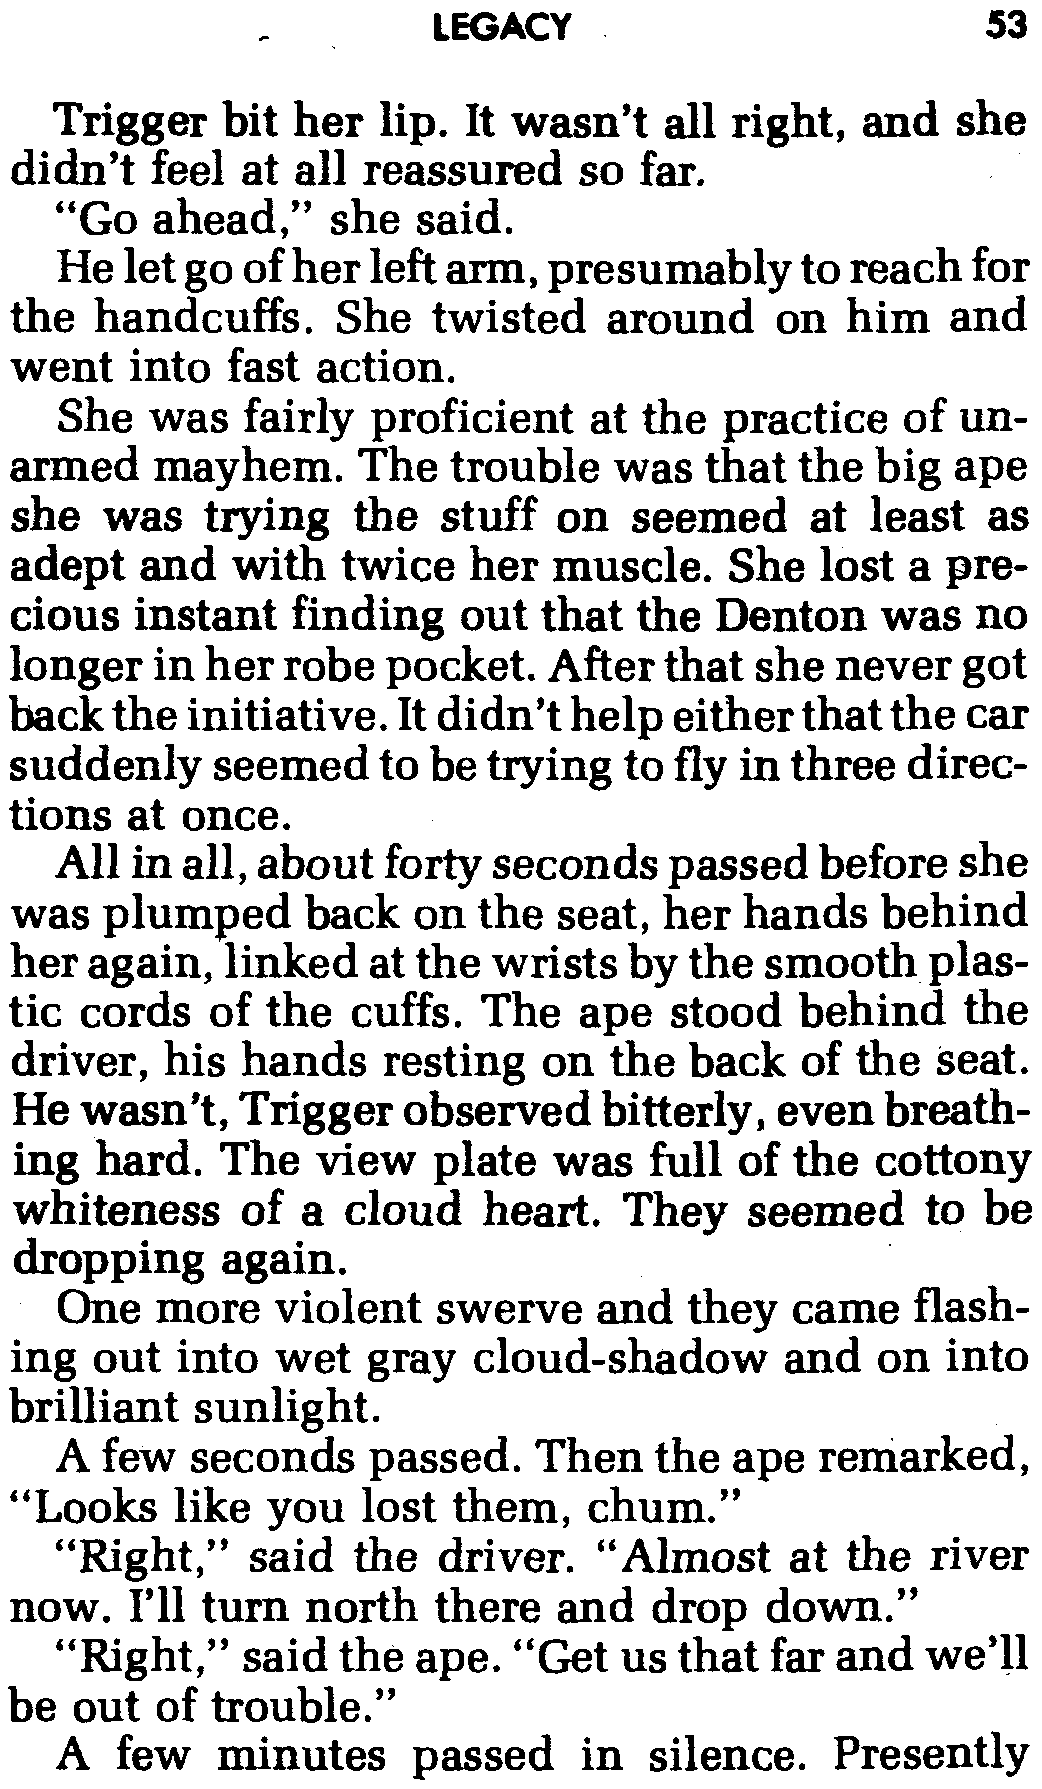 LEGACY 53
Trigger bit her lip. It wasn't all right, and she
didn't feel at all reassured so far.
"Go ahead," she said.
He let go of her left arm, presumably to reach for
the handcuffs. She twisted around on him and
went into fast action.
She was fairly proficient at the practice of un-
armed mayhem. The trouble was that the big ape
she was trying the stuff on seemed at least as
adept and with twice her muscle. She lost a pre-
cious instant finding out that the Denton was no
longer in her robe pocket. After that she never got
back the initiative. It didn't help either that the car
suddenly seemed to be trying to fly in three direc-
tions at once.
All in all, about forty seconds passed before she
was plumped back on the seat, her hands behind
her again, linked at the wrists by the smooth plas-
tic cords of the cuffs. The ape stood behind the
driver, his hands resting on the back of the seat.
He wasn't, Trigger observed bitterly, even breath-
ing hard. The view plate was full of the cottony
whiteness of a cloud heart. They seemed to be
dropping again.
One more violent swerve and they came flash-
ing out into wet gray cloud-shadow and on into
brilliant sunlight.
A few seconds passed. Then the ape remarked,
"Looks like you lost them, chum."
"Right," said the driver. "Almost at the river
now. I'll turn north there and drop down."
"Right," said the ape. "Get us that far and we'll
be out of trouble."
A few minutes passed in silence. Presently